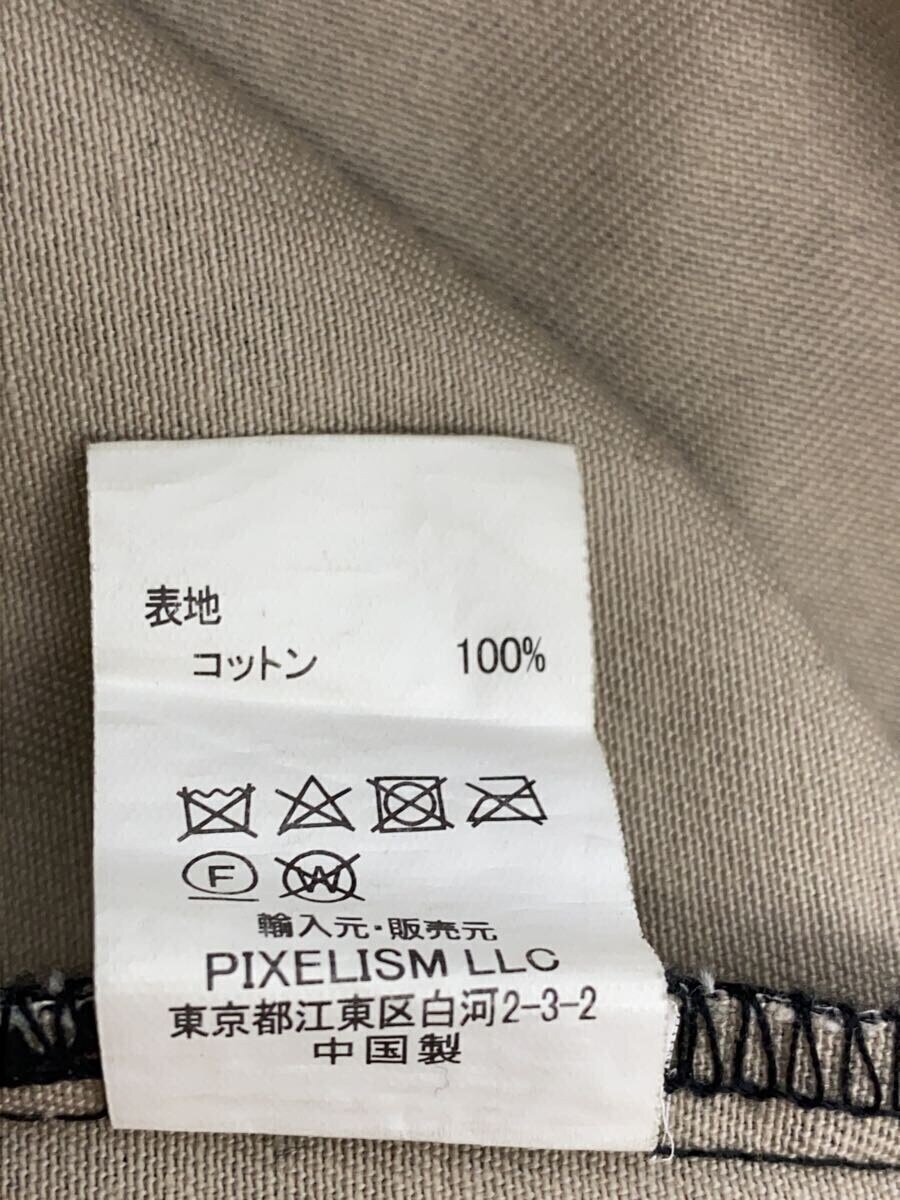 表地
コットン 100%
F W
輸入元・販売元
PIXELISM LLC
東京都江東区白河2-3-2
中国製